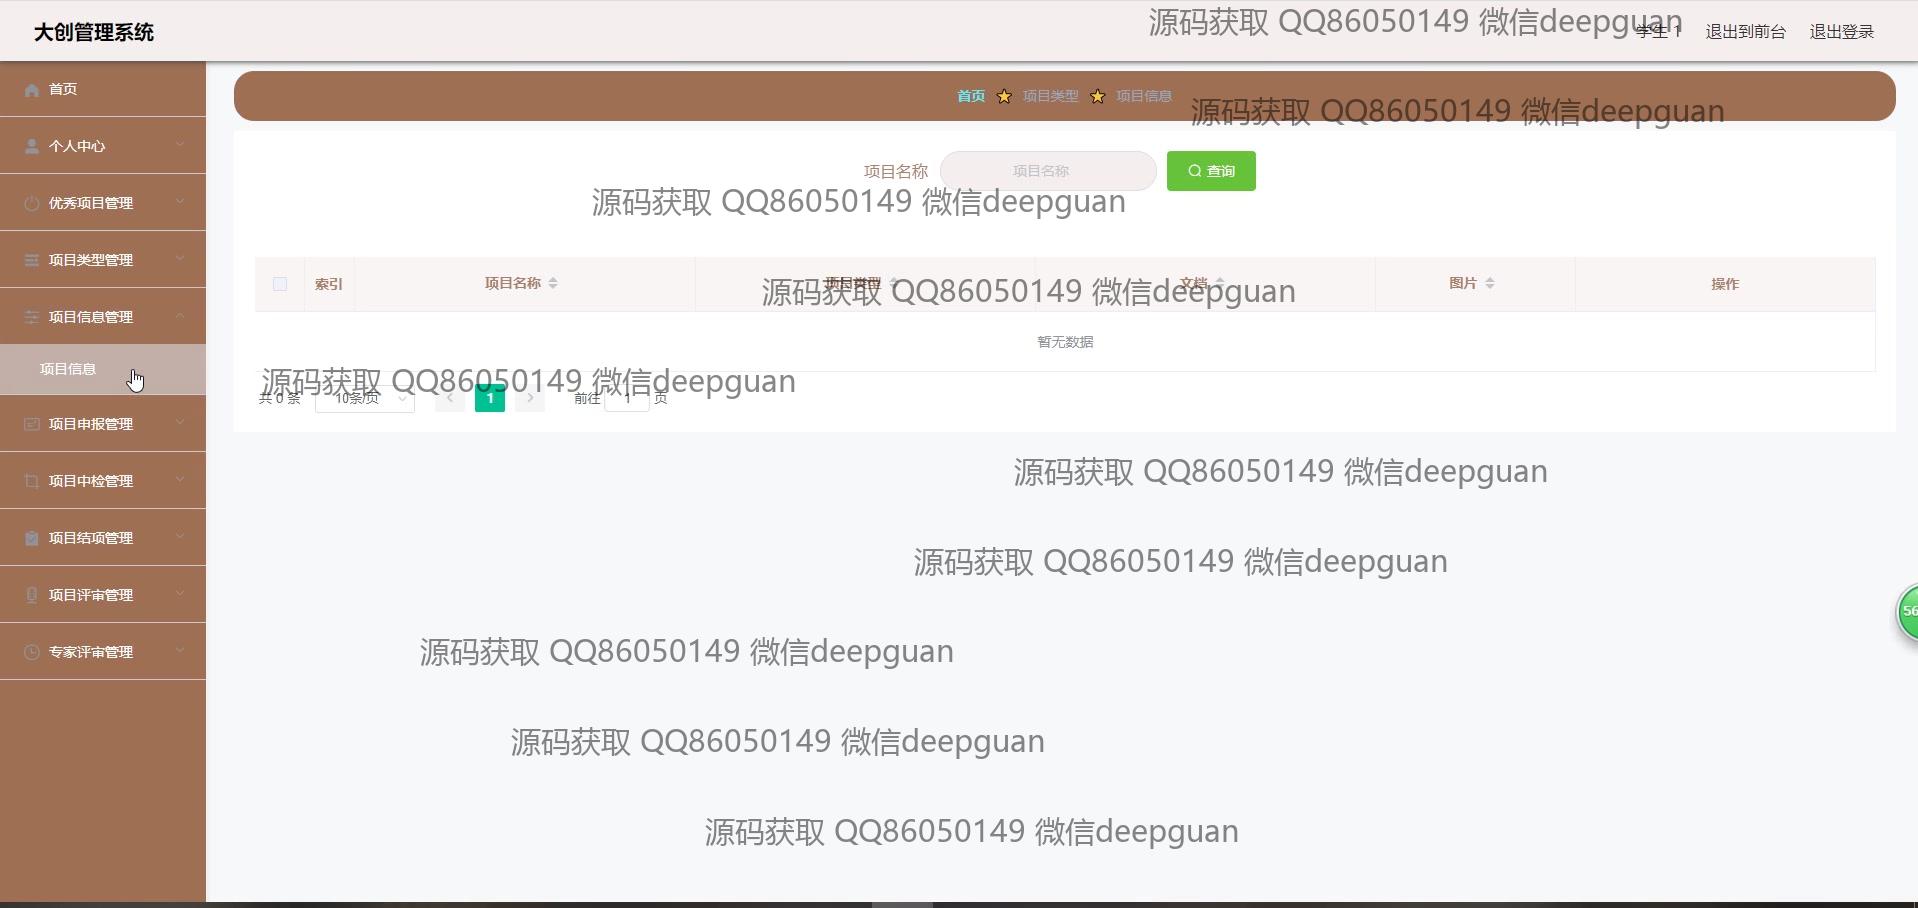 大创管理系统
源码获取 QQ86050149 微信deepguan
学生 1 退出到前台 退出登录
首页
首页 项目类型 项目信息
源码获取 QQ86050149 微信deepguan
个人中心
项目名称 项目名称 查询
优秀项目管理
源码获取 QQ86050149 微信deepguan
项目类型管理
索引 项目名称 项目类型 文档 图片 操作
源码获取 QQ86050149 微信deepguan
项目信息管理
暂无数据
项目信息
源码获取 QQ86050149 微信deepguan
共 0 条 10条/页 1 前往 1 页
项目申报管理
源码获取 QQ86050149 微信deepguan
项目中检管理
项目结项管理
源码获取 QQ86050149 微信deepguan
项目评审管理
56
专家评审管理
源码获取 QQ86050149 微信deepguan
源码获取 QQ86050149 微信deepguan
源码获取 QQ86050149 微信deepguan